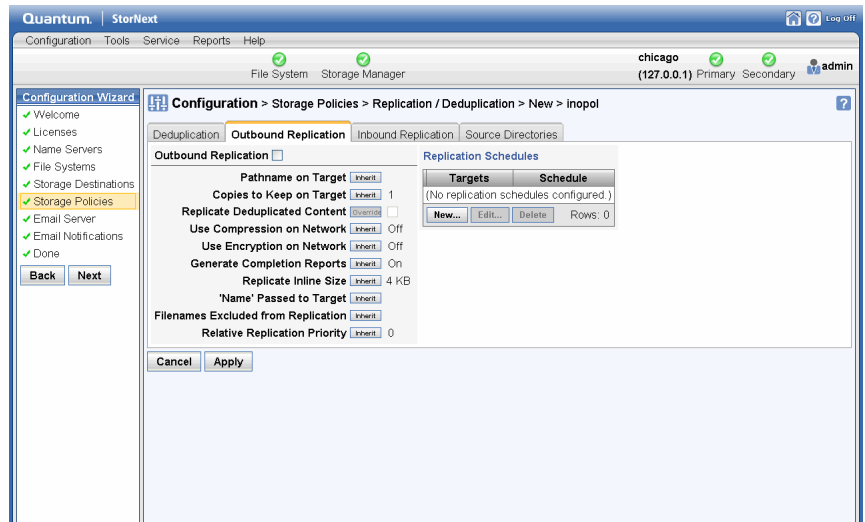 Quantum. StorNext
Log Off
Configuration Tools Service Reports Help
File System Storage Manager
chicago
(127.0.0.1) Primary Secondary
admin
Configuration Wizard
Welcome
Licenses
Name Servers
File Systems
Storage Destinations
Storage Policies
Email Server
Email Notifications
Done
Back Next
Configuration > Storage Policies > Replication / Deduplication > New > inopol
?
Deduplication Outbound Replication Inbound Replication Source Directories
Outbound Replication
Pathname on Target Inherit
Copies to Keep on Target Inherit 1
Replicate Deduplicated Content Override
Use Compression on Network Inherit Off
Use Encryption on Network Inherit Off
Generate Completion Reports Inherit On
Replicate Inline Size Inherit 4 KB
'Name' Passed to Target Inherit
Filenames Excluded from Replication Inherit
Relative Replication Priority Inherit 0
Replication Schedules
Targets Schedule
(No replication schedules configured.)
New... Edit... Delete Rows: 0
Cancel Apply